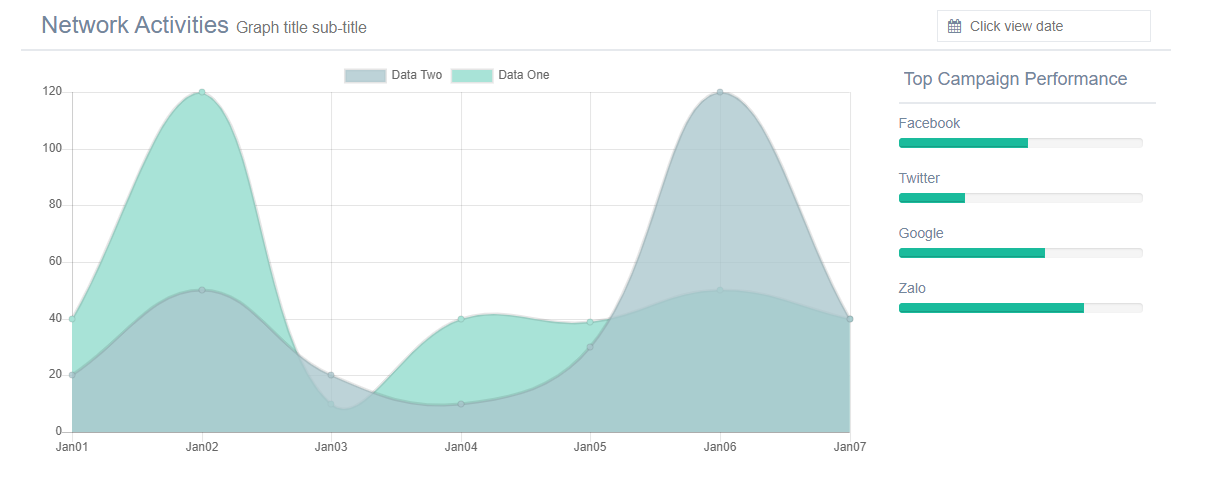 Network Activities Graph title sub-title
Click view date
Data Two Data One
120
100
80
60
40
20
0
Jan01 Jan02 Jan03 Jan04 Jan05 Jan06 Jan07
Top Campaign Performance
Facebook
Twitter
Google
Zalo